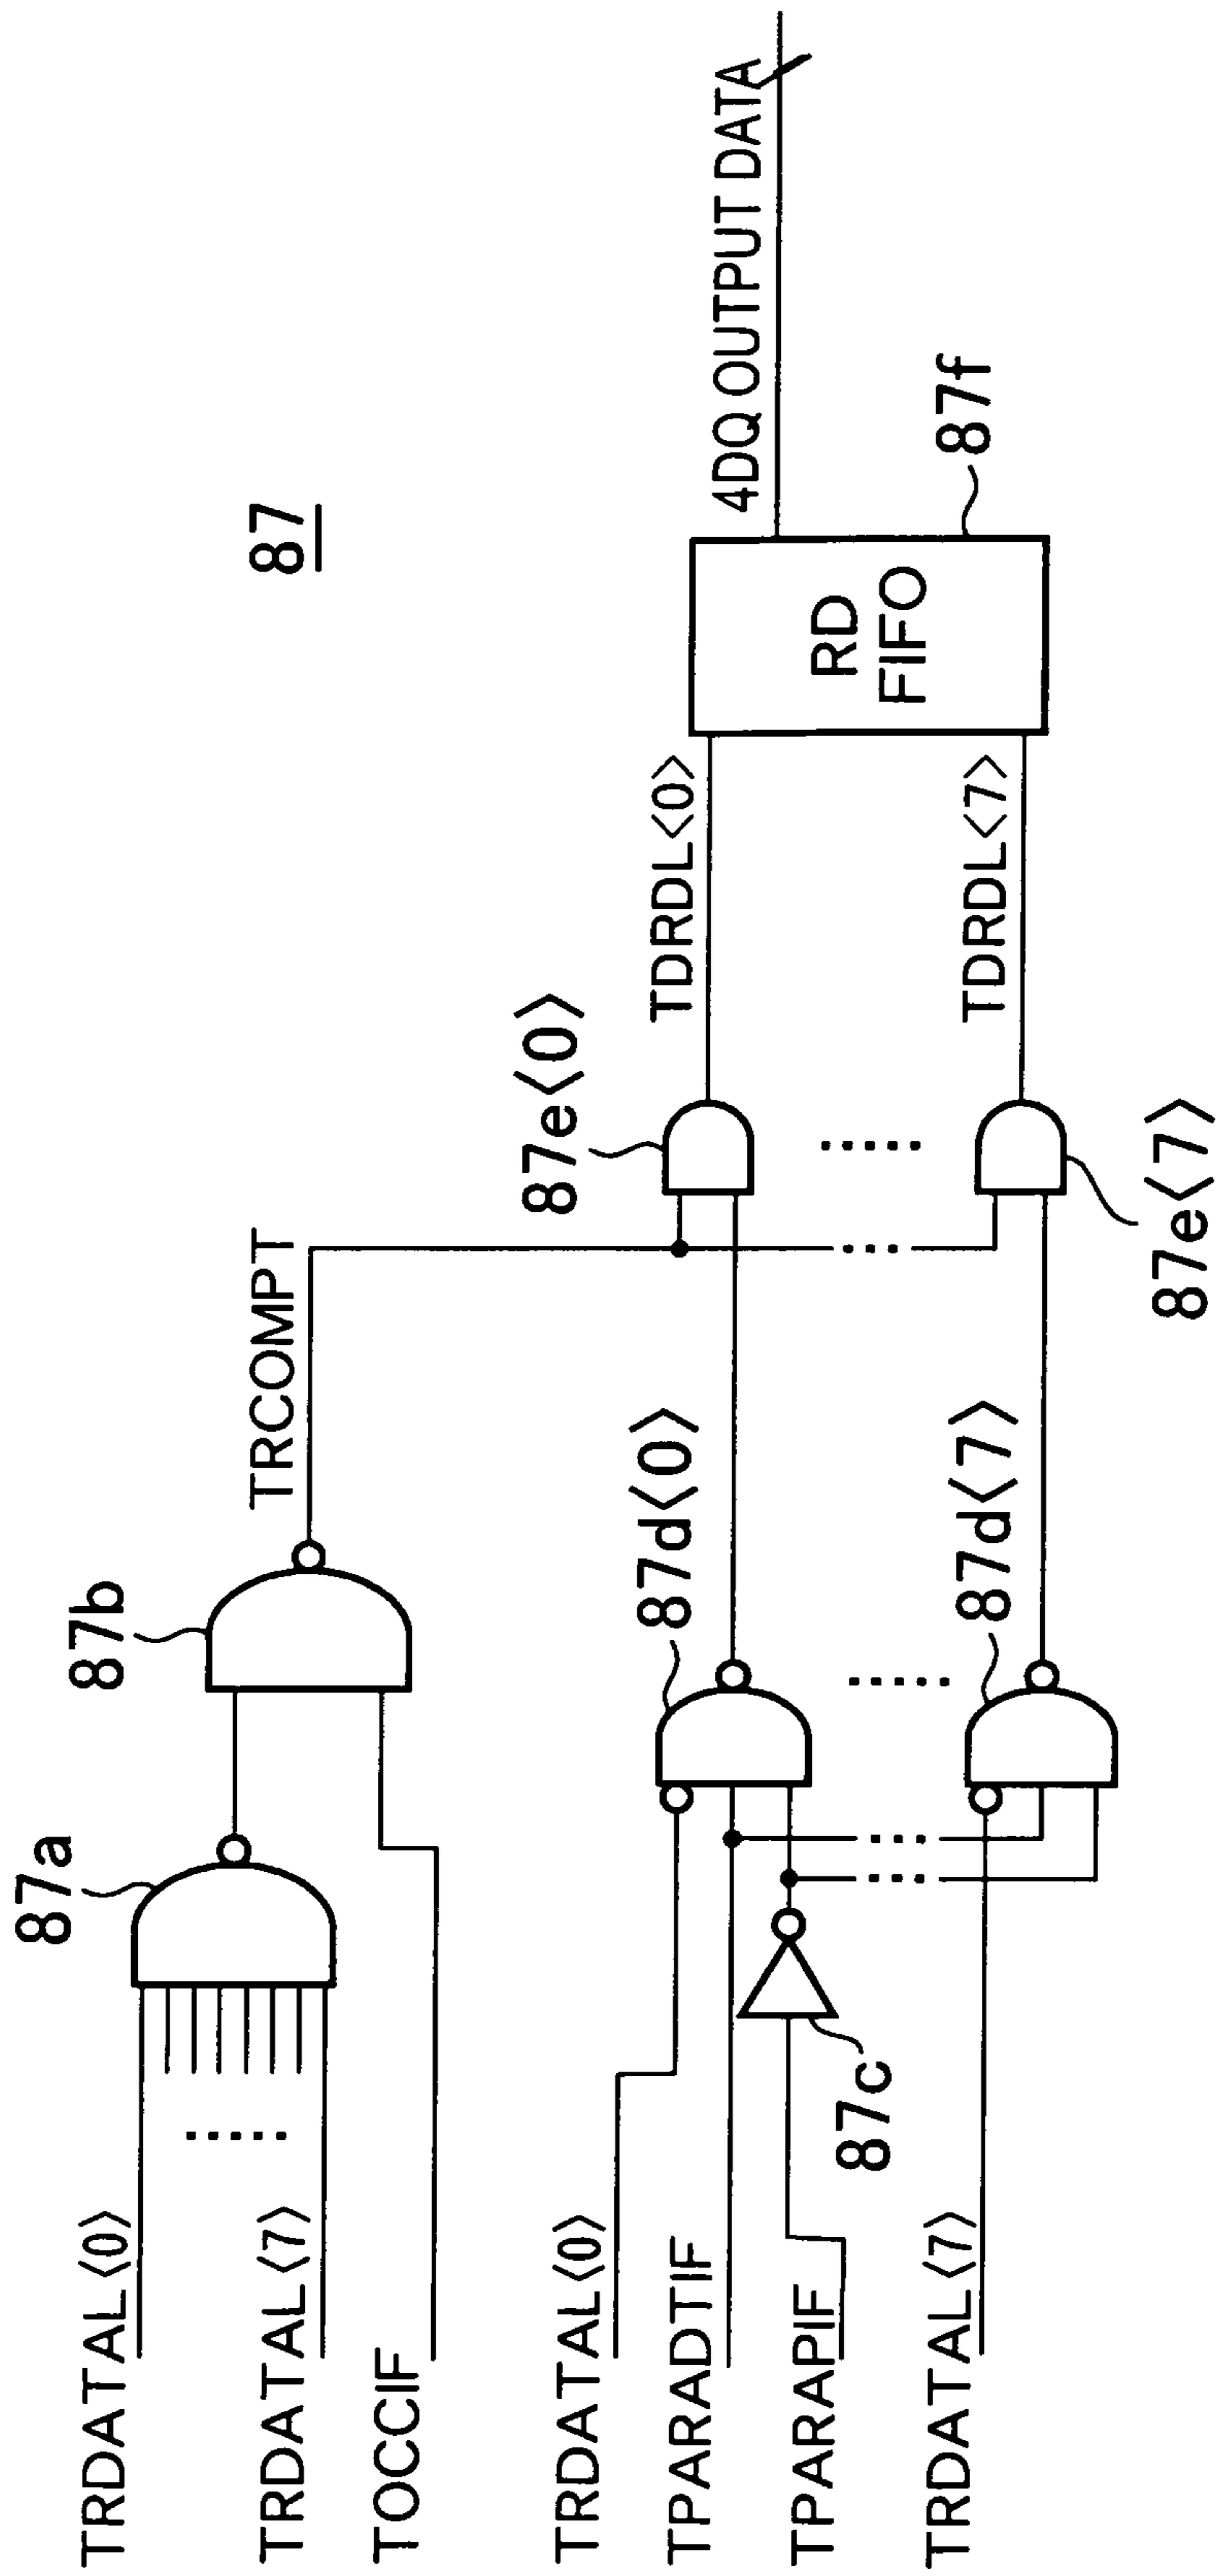 87
TRDATAL<0>
87a
87b
TRCOMPT
TRDATAL<7>
TOCCIF
TRDATAL<0>
87d<0>
87e<0>
TDRDL<0>
4DQ OUTPUT DATA
TPARADTIF
RD
FIFO
TPARAPIF
87c
87f
TRDATAL<7>
87d<7>
TDRDL<7>
87e<7>